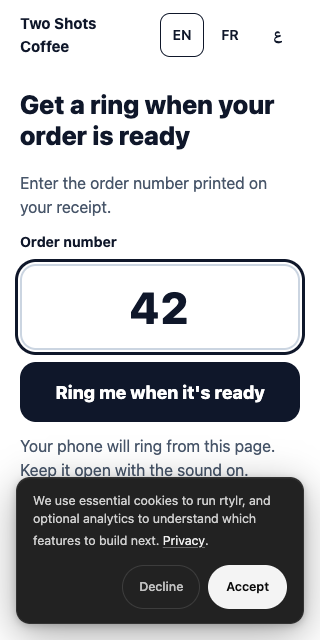 Two Shots
Coffee
EN
FR
ع
Get a ring when your
order is ready
Enter the order number printed on
your receipt.
Order number
42
Ring me when it's ready
Your phone will ring from this page.
Keep it open with the sound on.
We use essential cookies to run rtylr, and
optional analytics to understand which
features to build next. Privacy.
Decline
Accept